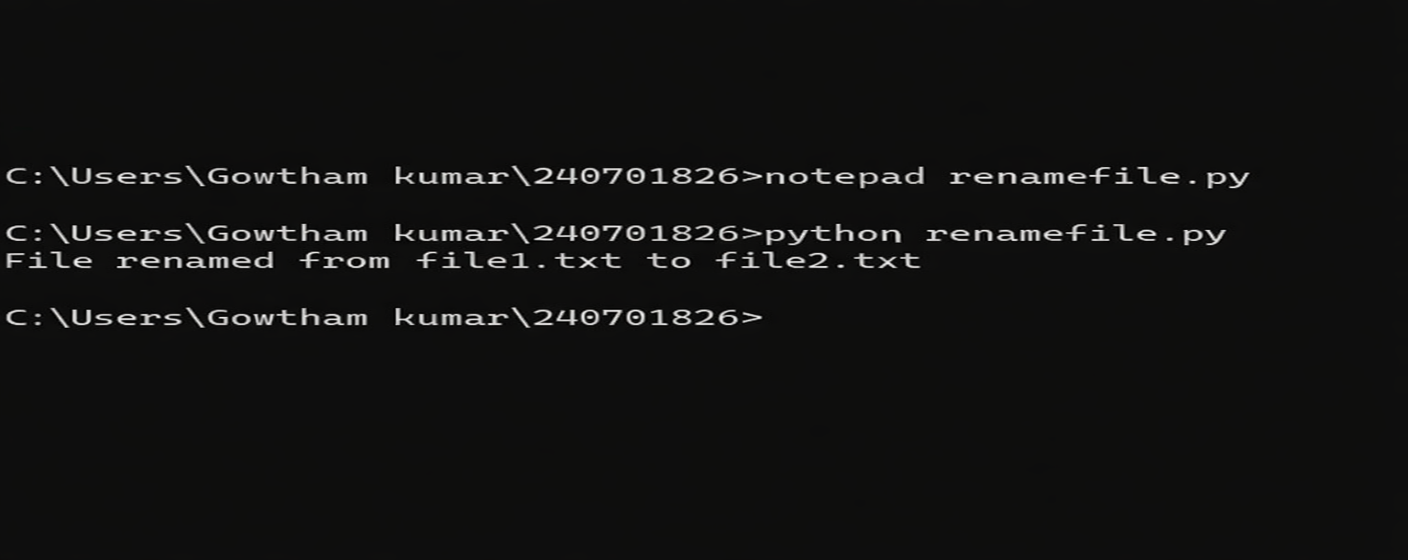 C:\Users\Gowtham kumar\240701826>notepad renamefile.py
C:\Users\Gowtham kumar\240701826>python renamefile.py
File renamed from file1.txt to file2.txt
C:\Users\Gowtham kumar\240701826>